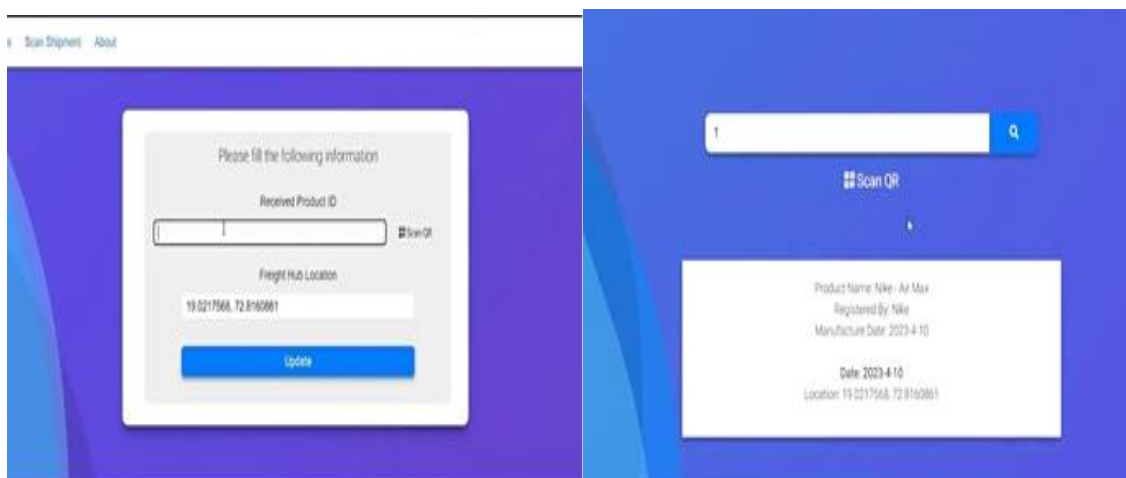 Scan Shipment About
Please fill the following information
Received Product ID
Scan QR
Freight Hub Location
19.0217568, 72.8160861
Update
1
Scan QR
Product Name: Nike - Air Max
Registered By: Nike
Manufacture Date: 2023-4-10
Date: 2023-4-10
Location: 19.0217568, 72.8160861